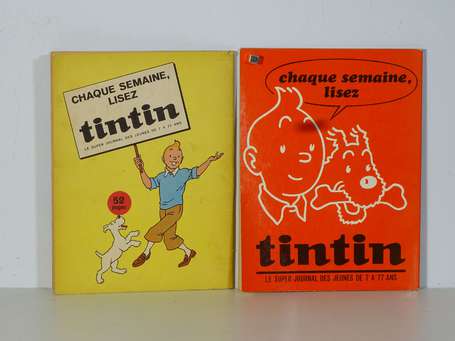 CHAQUE SEMAINE,
LISEZ
tintin
LE SUPER JOURNAL DES JEUNES DE 7 A 77 ANS
52
pages
chaque semaine,
lisez
tintin
LE SUPER JOURNAL DES JEUNES DE 7 A 77 ANS